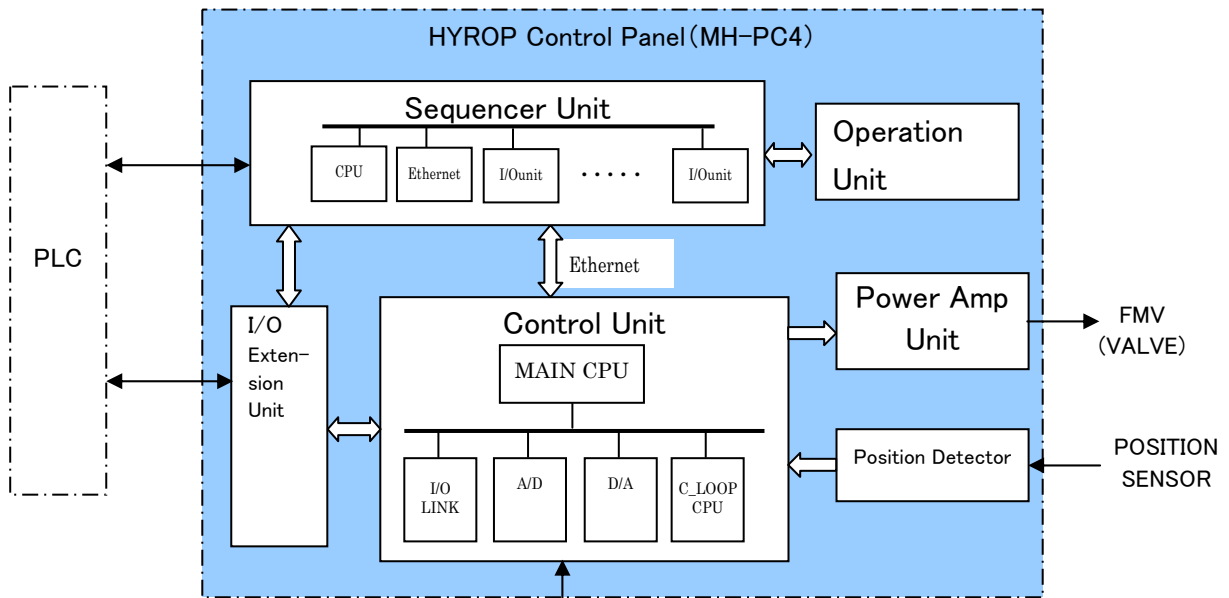 HYROP Control Panel(MH-PC4)
PLC
Sequencer Unit
CPU
Ethernet
I/Ounit
.....
I/Ounit
Operation
Unit
Ethernet
I/O
Exten-
sion
Unit
Control Unit
MAIN CPU
I/O
LINK
A/D
D/A
C_LOOP
CPU
Power Amp
Unit
FMV
(VALVE)
Position Detector
POSITION
SENSOR